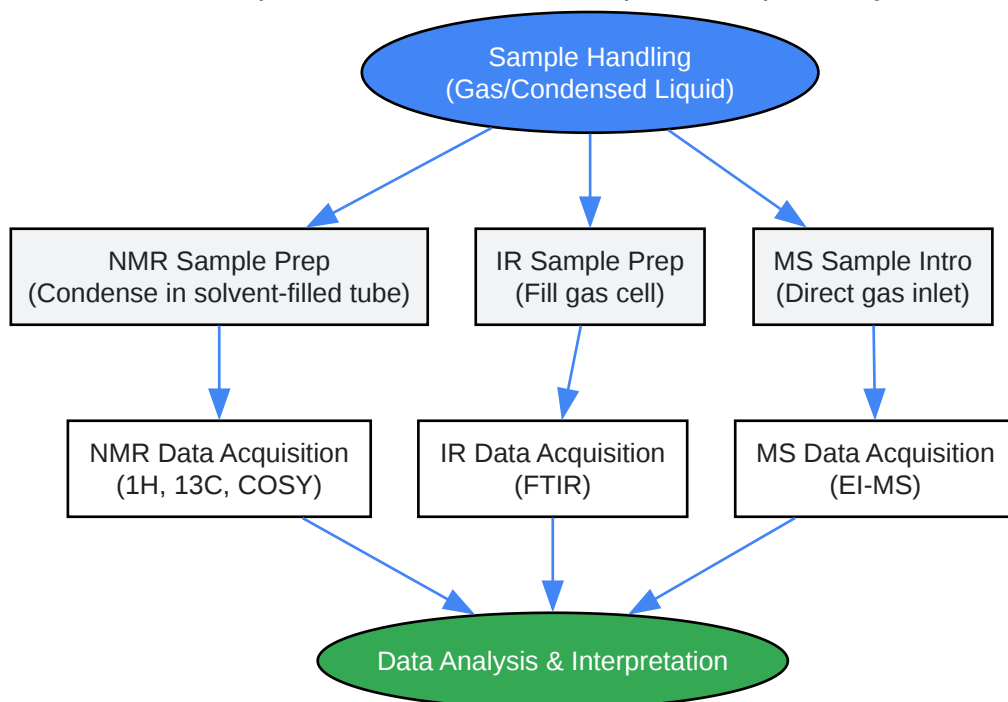 Sample Handling
(Gas/Condensed Liquid)
NMR Sample Prep
(Condense in solvent-filled tube)
IR Sample Prep
(Fill gas cell)
MS Sample Intro
(Direct gas inlet)
NMR Data Acquisition
(1H, 13C, COSY)
IR Data Acquisition
(FTIR)
MS Data Acquisition
(EI-MS)
Data Analysis & Interpretation